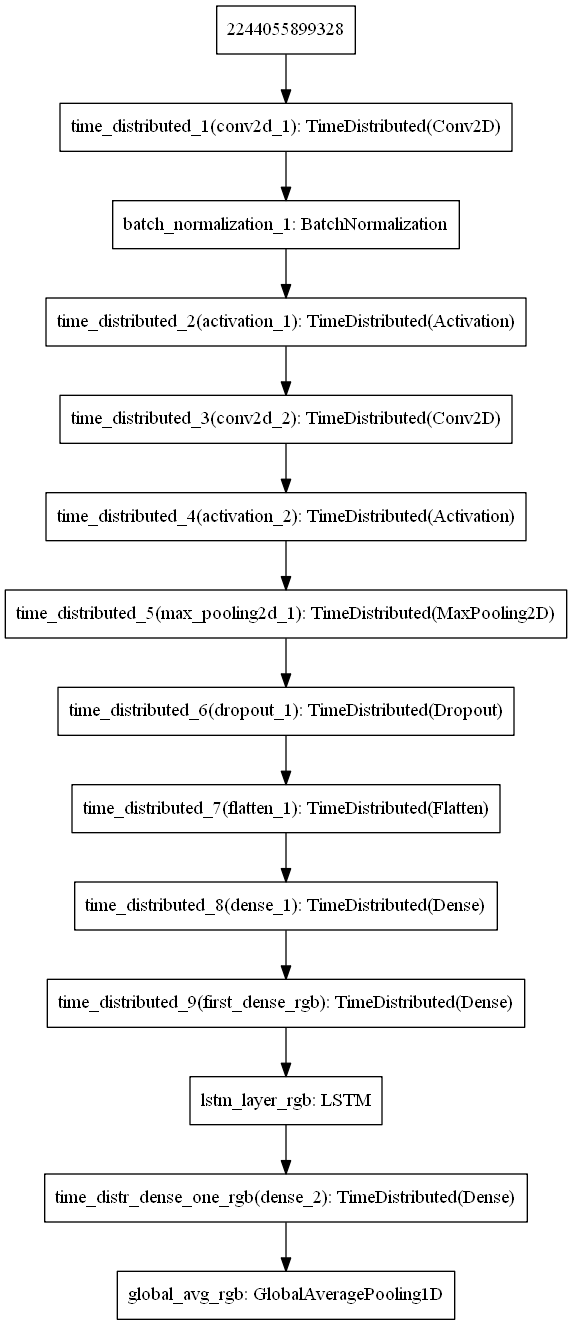 2244055899328
time_distributed_1(conv2d_1): TimeDistributed(Conv2D)
batch_normalization_1: BatchNormalization
time_distributed_2(activation_1): TimeDistributed(Activation)
time_distributed_3(conv2d_2): TimeDistributed(Conv2D)
time_distributed_4(activation_2): TimeDistributed(Activation)
time_distributed_5(max_pooling2d_1): TimeDistributed(MaxPooling2D)
time_distributed_6(dropout_1): TimeDistributed(Dropout)
time_distributed_7(flatten_1): TimeDistributed(Flatten)
time_distributed_8(dense_1): TimeDistributed(Dense)
time_distributed_9(first_dense_rgb): TimeDistributed(Dense)
lstm_layer_rgb: LSTM
time_distr_dense_one_rgb(dense_2): TimeDistributed(Dense)
global_avg_rgb: GlobalAveragePooling1D